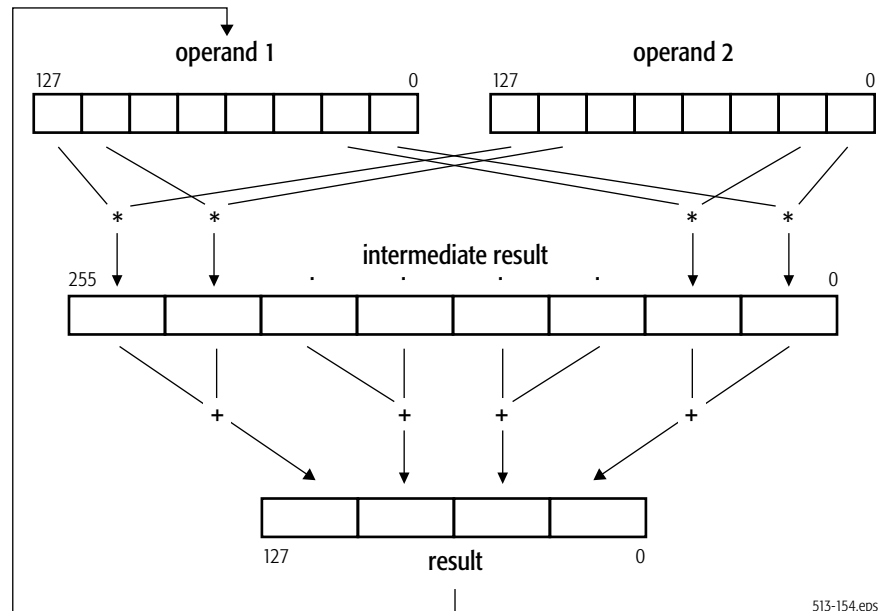 operand 1 operand 2
127 0 127 0
* * * *
intermediate result
255 . . . . 0
+ + + +
127 result 0
513-154.eps